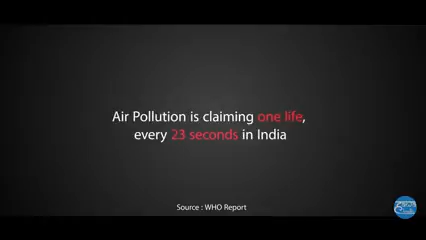 Air Pollution is claiming one life,
every 23 seconds in India
Source : WHO Report